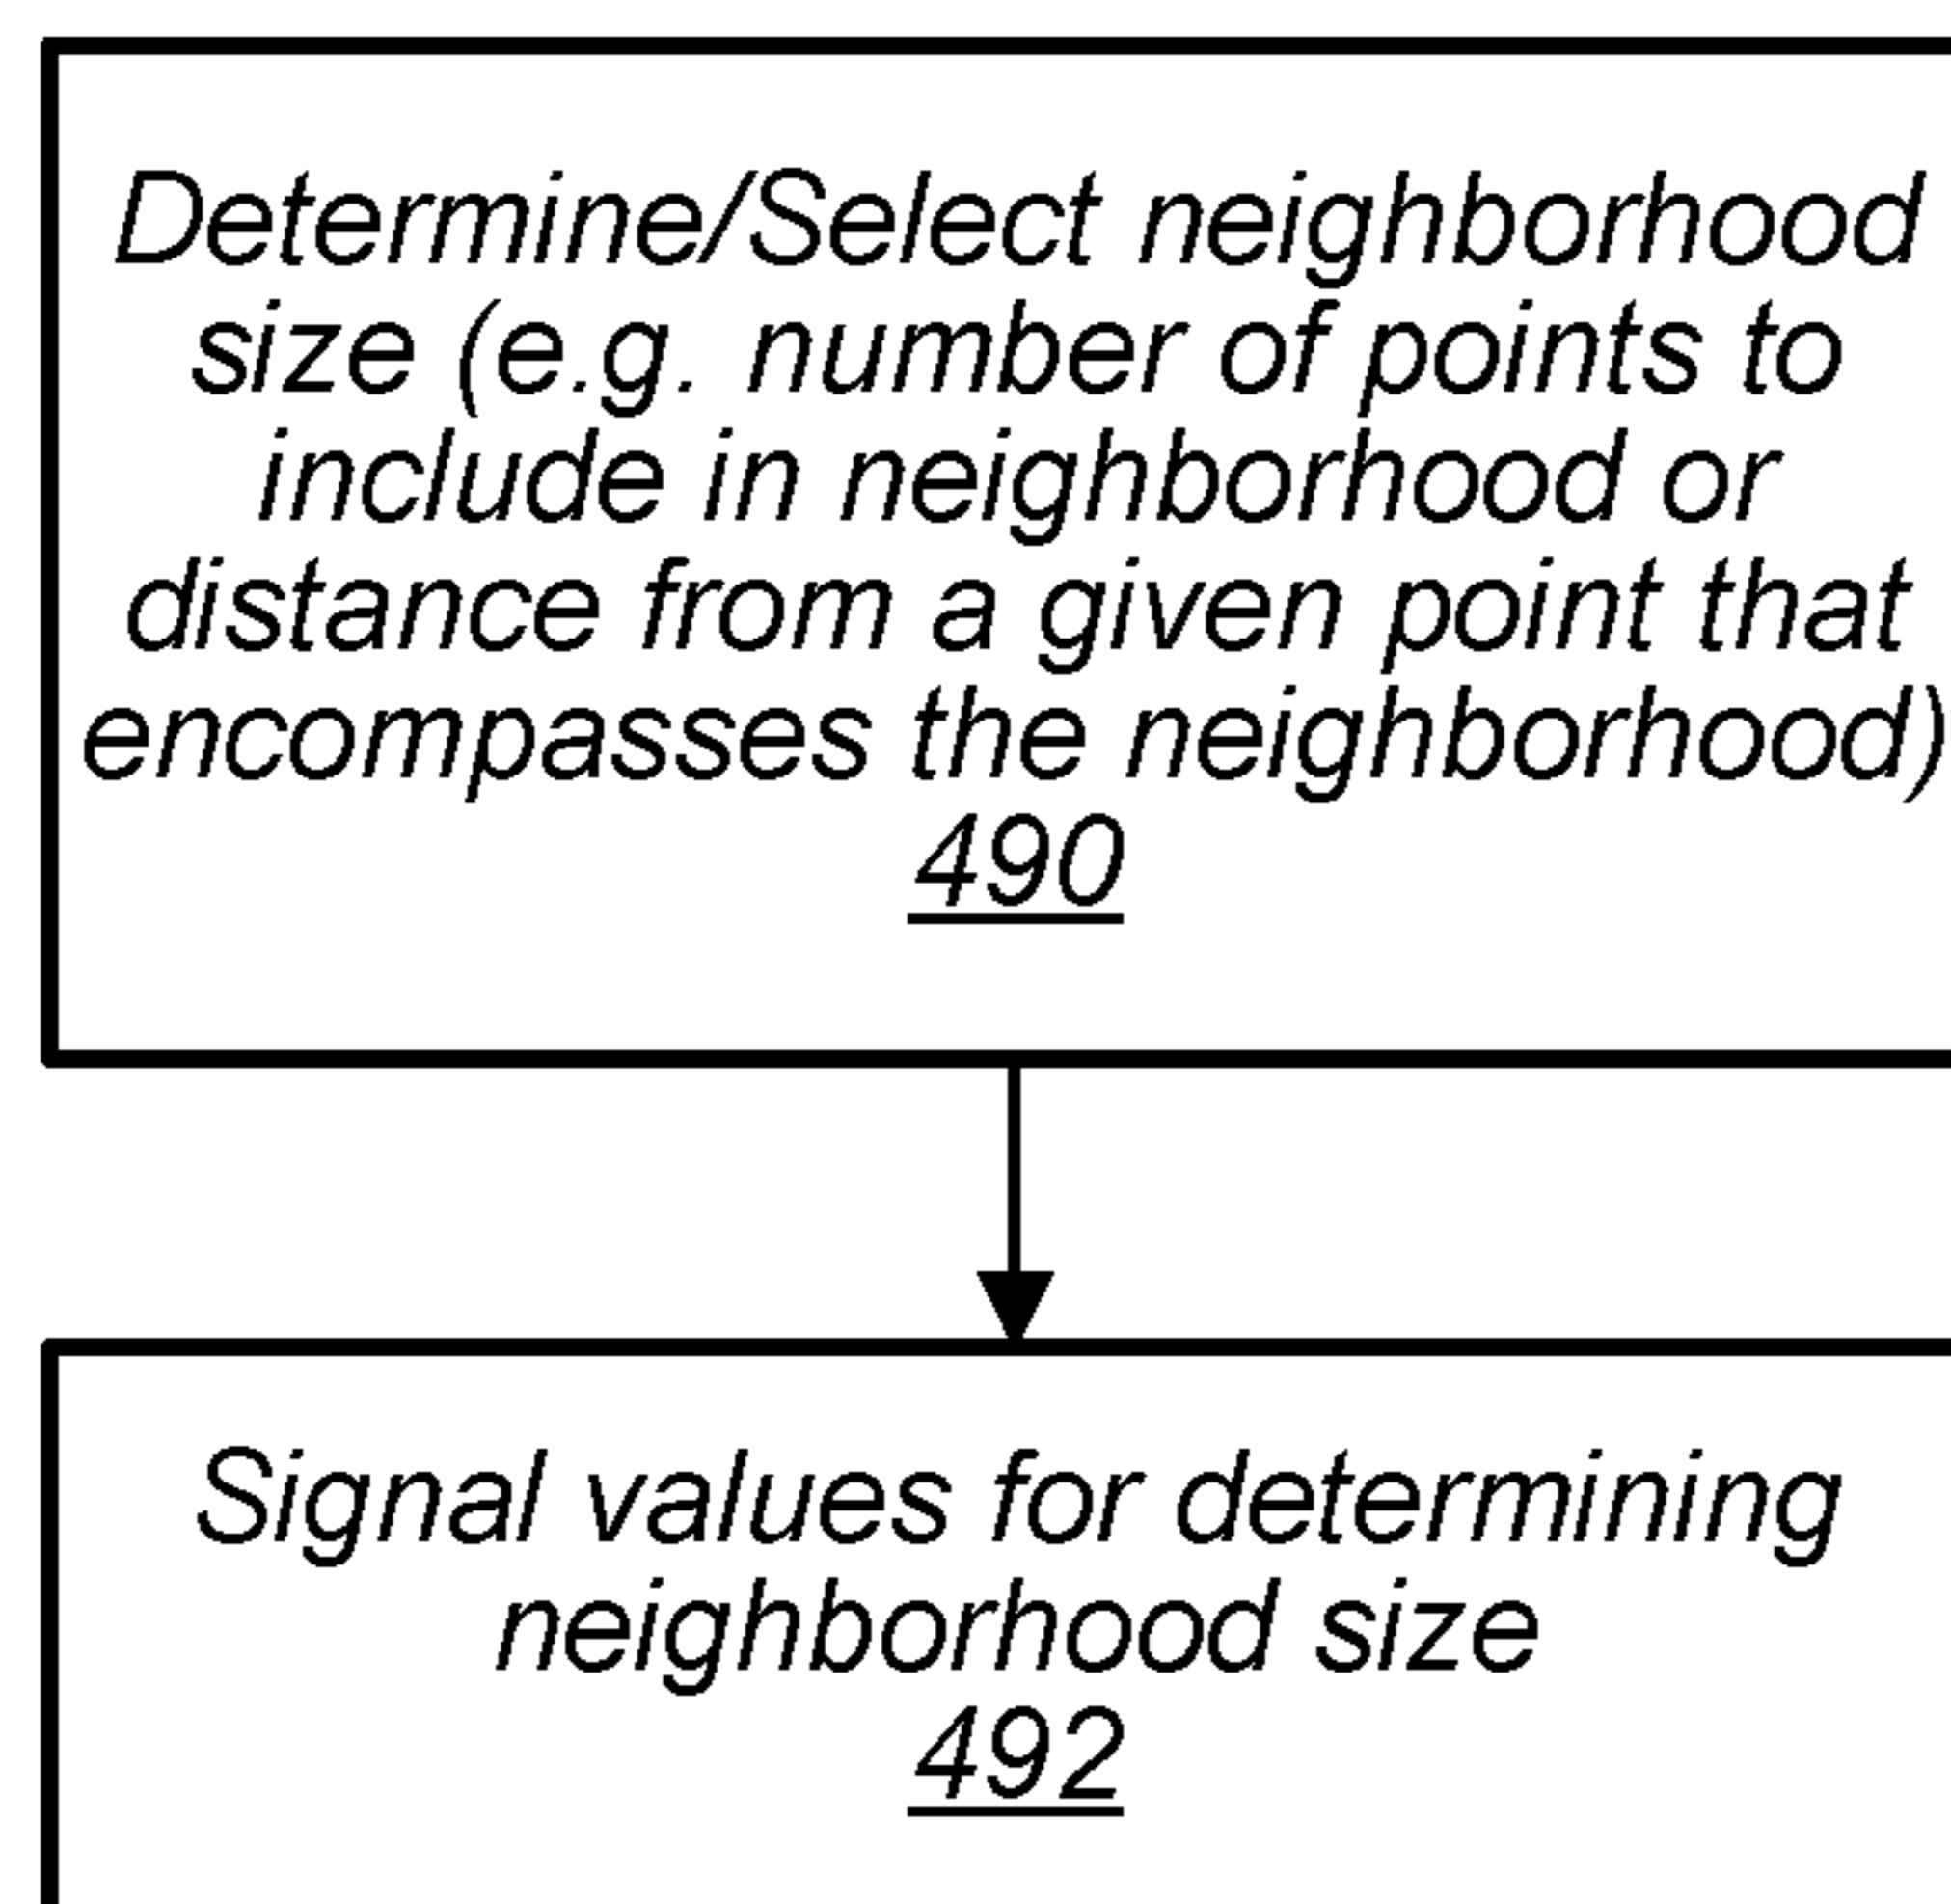 Determine/Select neighborhood
size (e.g. number of points to
include in neighborhood or
distance from a given point that
encompasses the neighborhood)
490
Signal values for determining
neighborhood size
492